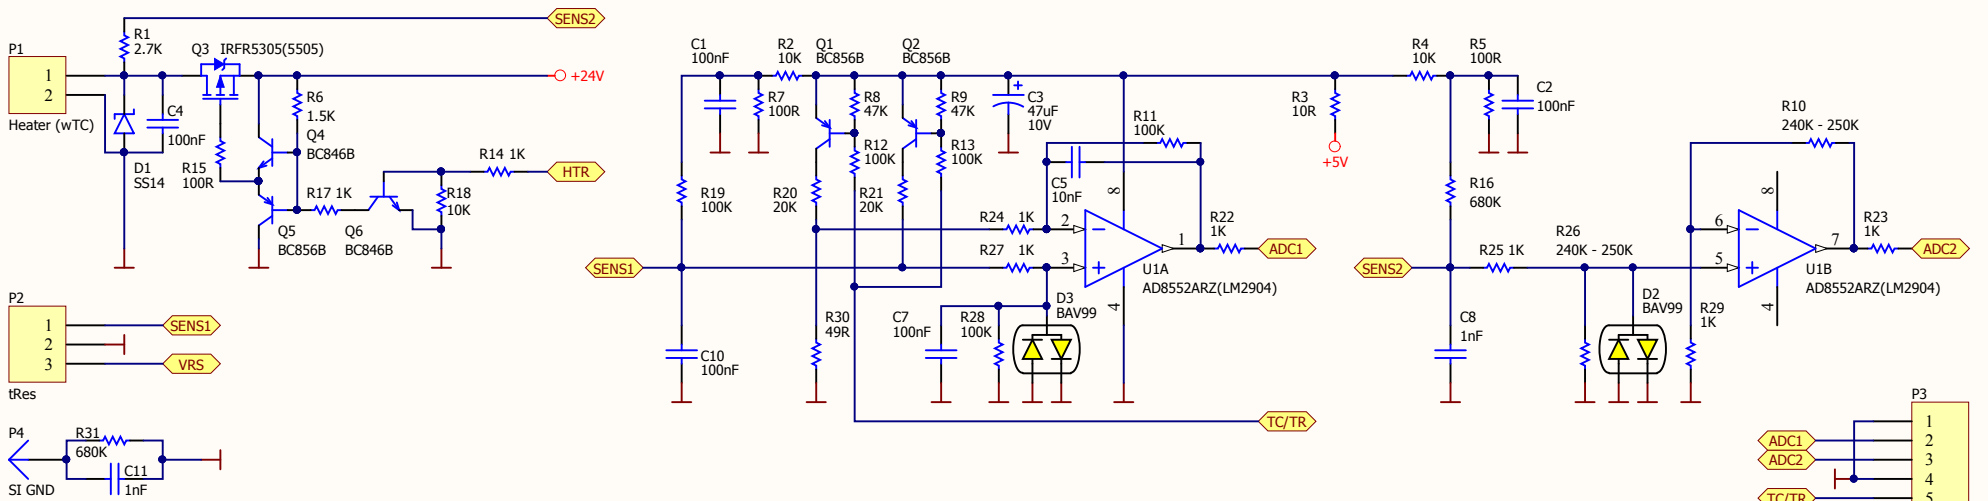 SENS2
P1
1
2
Heater (wTC)
R1
2.7K
Q3 IRFR5305(5505)
+24V
C4
100nF
D1
SS14
R15
100R
R6
1.5K
Q4
BC846B
R14 1K
HTR
R17 1K
R18
10K
Q5
BC856B
Q6
BC846B
P2
1
2
3
tRes
SENS1
VRS
P4
SI GND
R31
680K
C11
1nF
C1
100nF
R2
10K
Q1
BC856B
Q2
BC856B
R7
100R
R8
47K
R9
47K
+
C3
47uF
10V
R11
100K
R12
100K
R13
100K
C5
10nF
R19
100K
R20
20K
R21
20K
R24 1K
R27 1K
SENS1
2
3
8
1
4
U1A
AD8552ARZ(LM2904)
R22
1K
ADC1
C10
100nF
R30
49R
C7
100nF
R28
100K
D3
BAV99
TC/TR
R3
10R
+5V
R4
10K
R5
100R
C2
100nF
R16
680K
SENS2
R25 1K
R26
240K - 250K
R10
240K - 250K
C8
1nF
D2
BAV99
R29
1K
6
5
8
7
4
U1B
AD8552ARZ(LM2904)
R23
1K
ADC2
P3
1
2
3
4
5
ADC1
ADC2
TC/TR